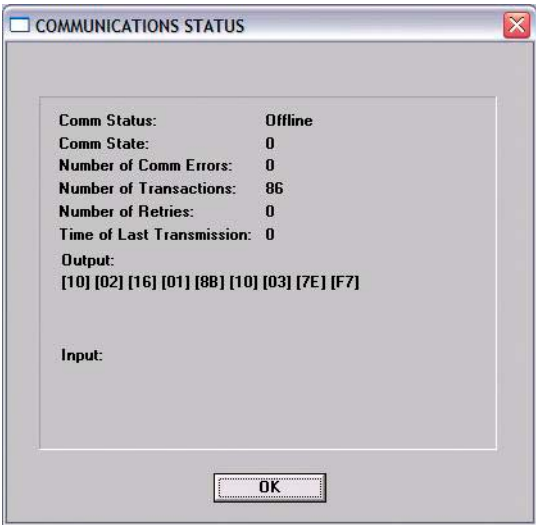 COMMUNICATIONS STATUS
Comm Status: Offline
Comm State: 0
Number of Comm Errors: 0
Number of Transactions: 86
Number of Retries: 0
Time of Last Transmission: 0
Output:
[10] [02] [16] [01] [8B] [10] [03] [7E] [F7]
Input:
OK